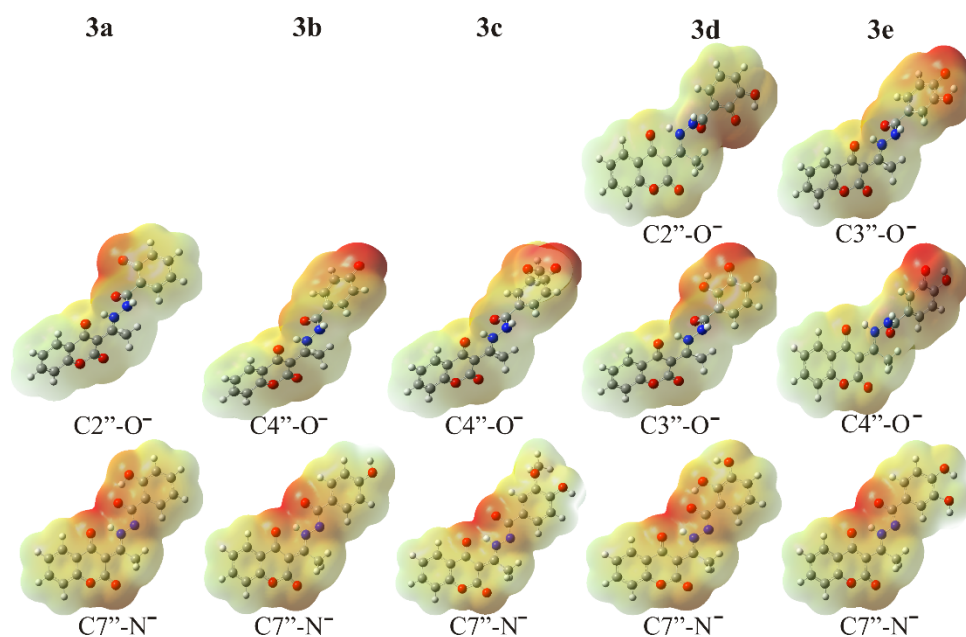 3a 3b 3c 3d 3e
C2”-O⁻ C3”-O⁻
C2”-O⁻ C4”-O⁻ C4”-O⁻ C3”-O⁻ C4”-O⁻
C7”-N⁻ C7”-N⁻ C7”-N⁻ C7”-N⁻ C7”-N⁻